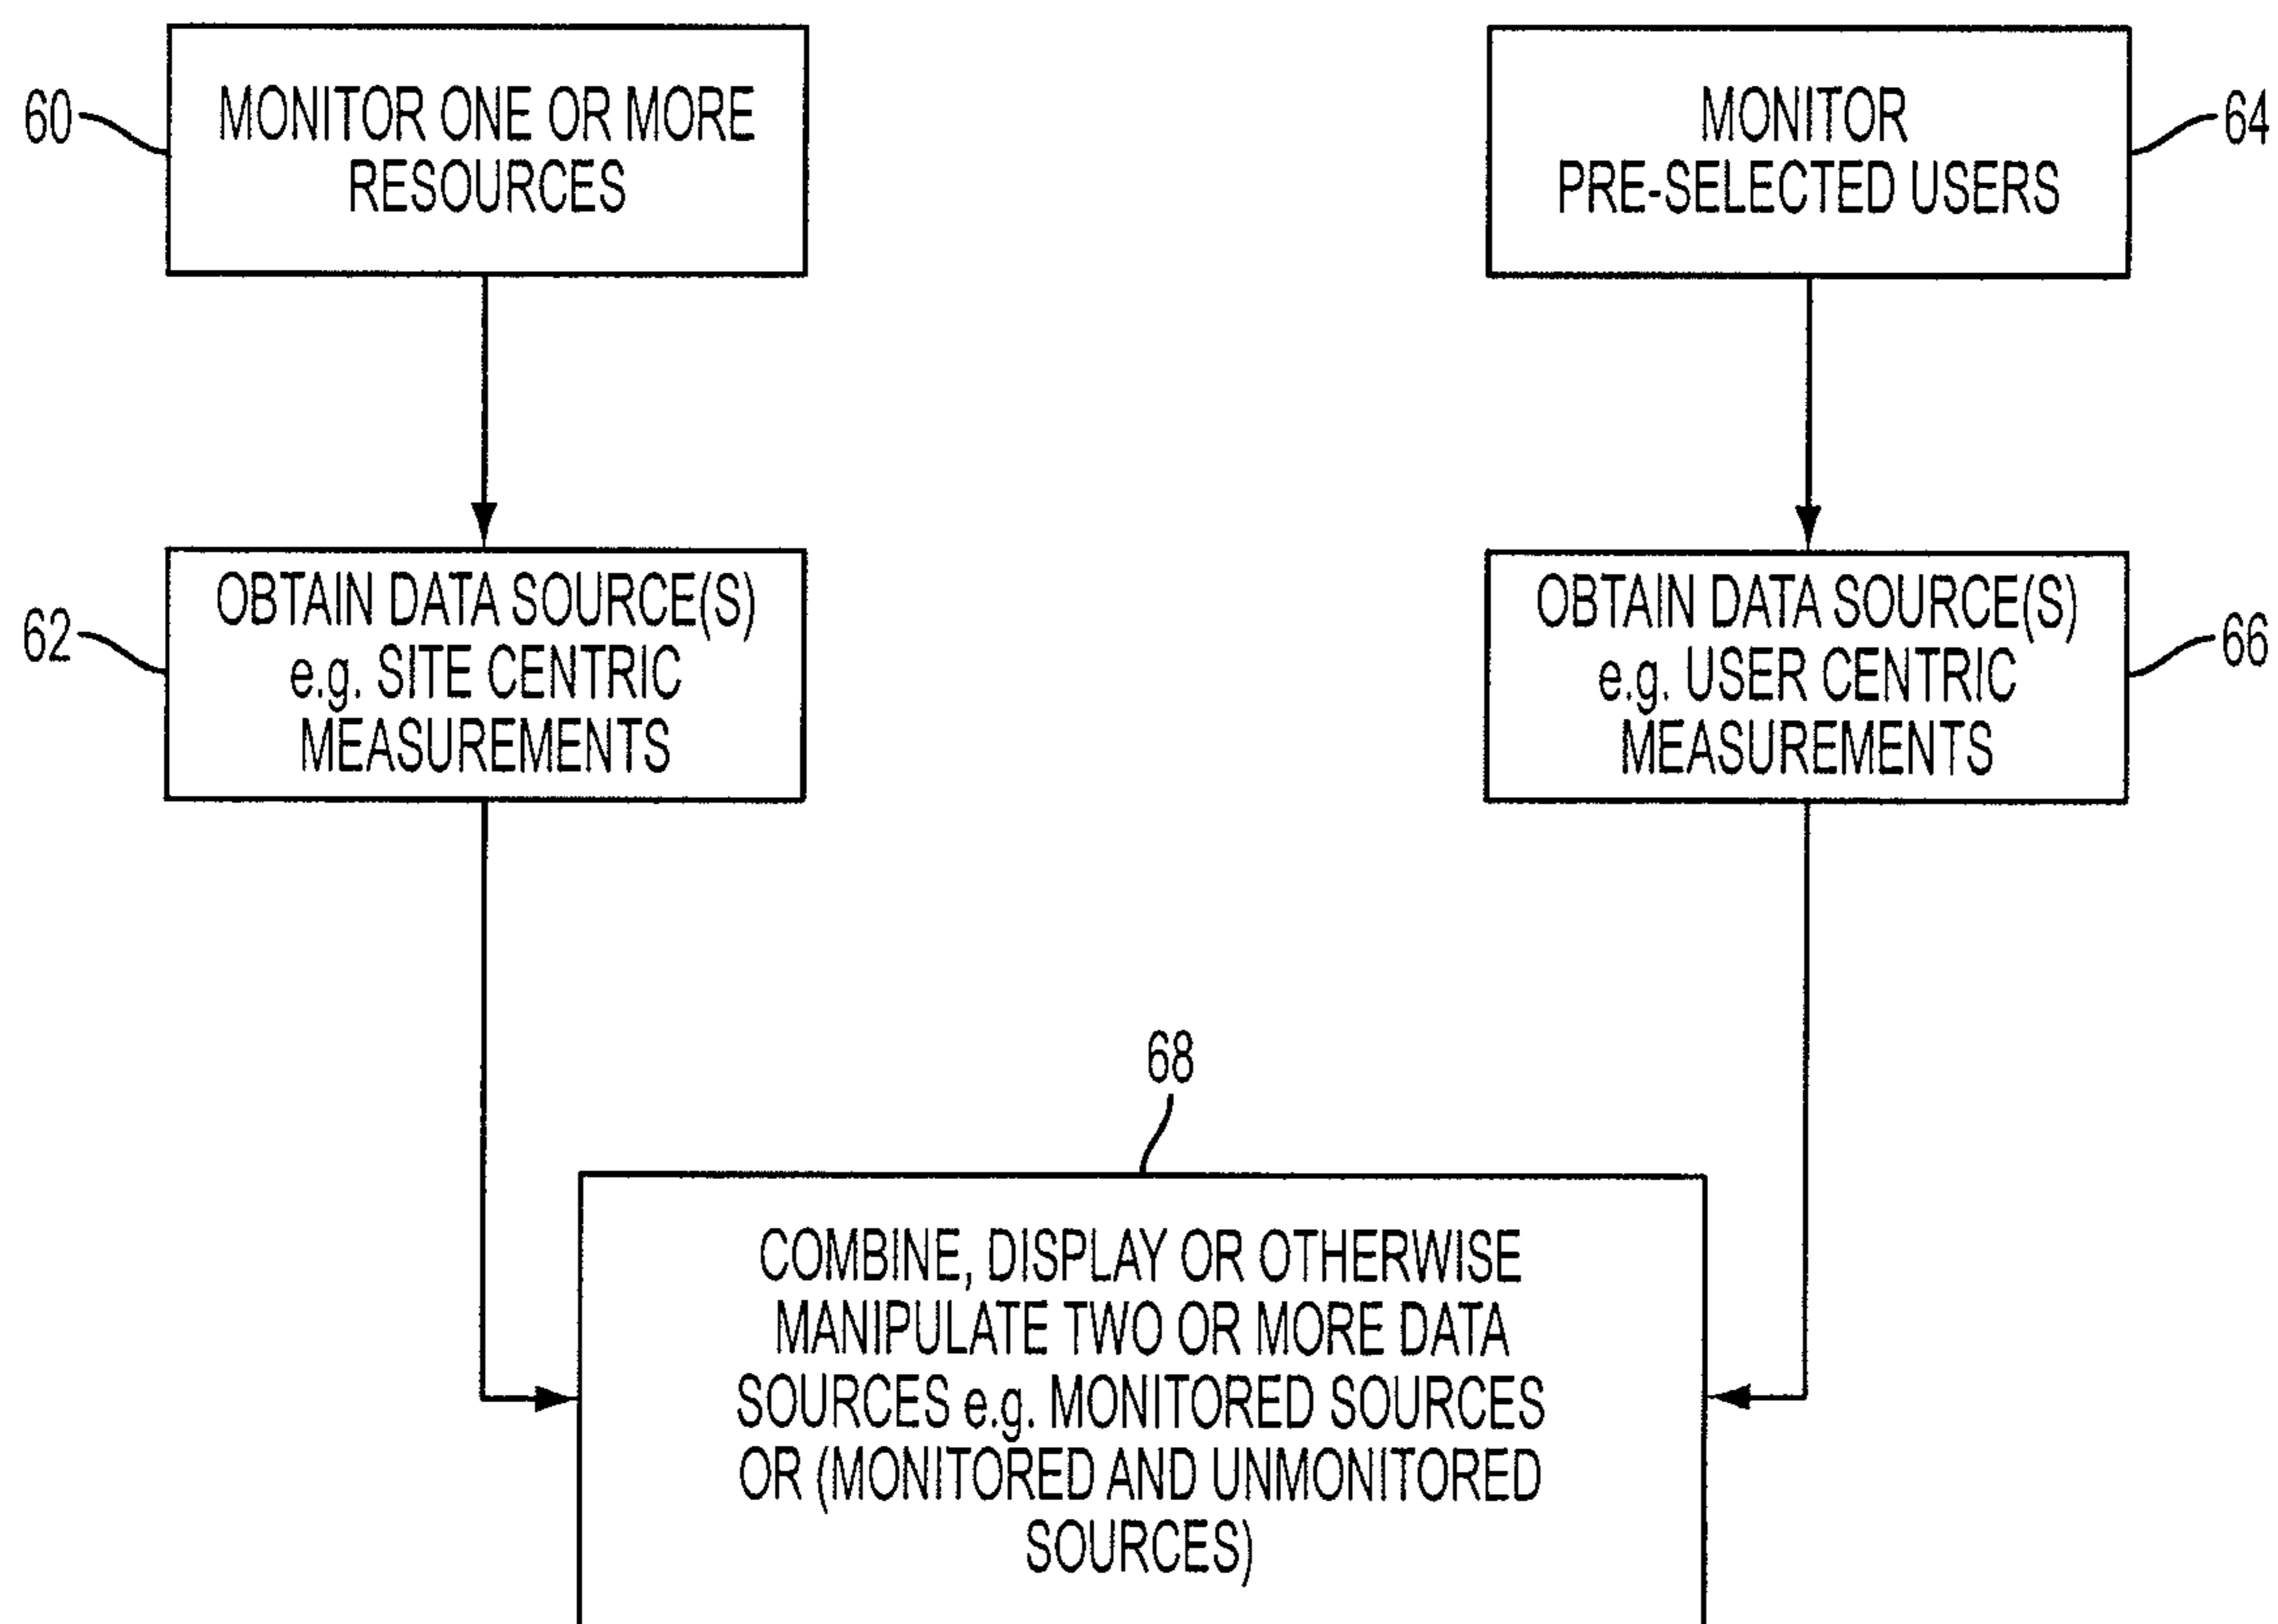 60
MONITOR ONE OR MORE
RESOURCES
MONITOR
PRE-SELECTED USERS
64
62
OBTAIN DATA SOURCE(S)
e.g. SITE CENTRIC
MEASUREMENTS
OBTAIN DATA SOURCE(S)
e.g. USER CENTRIC
MEASUREMENTS
66
68
COMBINE, DISPLAY OR OTHERWISE
MANIPULATE TWO OR MORE DATA
SOURCES e.g. MONITORED SOURCES
OR (MONITORED AND UNMONITORED
SOURCES)